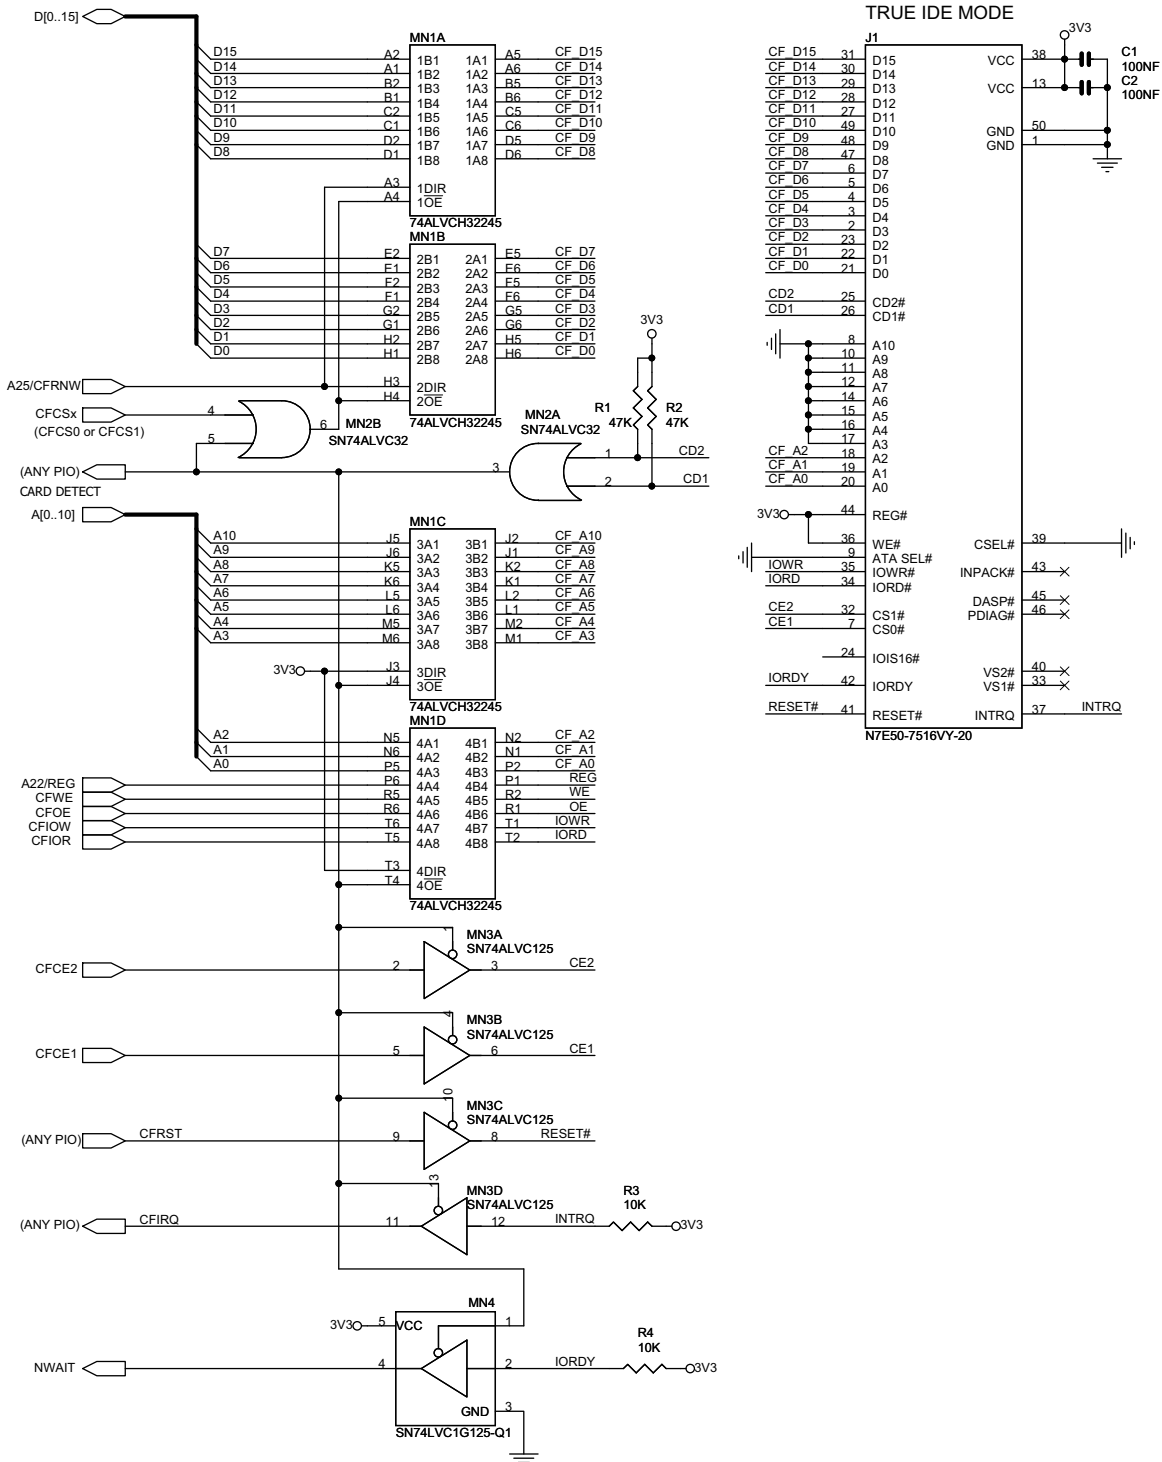 TRUE IDE MODE
D[0..15]
MN1A
D15 A2 1B1 1A1 A5 CF_D15
D14 A1 1B2 1A2 A6 CF_D14
D13 B2 1B3 1A3 B5 CF_D13
D12 B1 1B4 1A4 B6 CF_D12
D11 C2 1B5 1A5 C5 CF_D11
D10 C1 1B6 1A6 C6 CF_D10
D9 D2 1B7 1A7 D5 CF_D9
D8 D1 1B8 1A8 D6 CF_D8
A3 1DIR
A4 1OE
74ALVCH32245
MN1B
D7 E2 2B1 2A1 E5 CF_D7
D6 E1 2B2 2A2 E6 CF_D6
D5 F2 2B3 2A3 F5 CF_D5
D4 F1 2B4 2A4 F6 CF_D4
D3 G2 2B5 2A5 G5 CF_D3
D2 G1 2B6 2A6 G6 CF_D2
D1 H2 2B7 2A7 H5 CF_D1
D0 H1 2B8 2A8 H6 CF_D0
A25/CFRNW H3 2DIR
H4 2OE
74ALVCH32245
CFCSx 4
(CFCS0 or CFCS1)
5
6
MN2B
SN74ALVC32
3V3
R1
47K
R2
47K
MN2A
SN74ALVC32
1 CD2
2 CD1
3
(ANY PIO)
CARD DETECT
A[0..10]
MN1C
A10 J5 3A1 3B1 J2 CF_A10
A9 J6 3A2 3B2 J1 CF_A9
A8 K5 3A3 3B3 K2 CF_A8
A7 K6 3A4 3B4 K1 CF_A7
A6 L5 3A5 3B5 L2 CF_A6
A5 L6 3A6 3B6 L1 CF_A5
A4 M5 3A7 3B7 M2 CF_A4
A3 M6 3A8 3B8 M1 CF_A3
3V3 J3 3DIR
J4 3OE
74ALVCH32245
MN1D
A2 N5 4A1 4B1 N2 CF_A2
A1 N6 4A2 4B2 N1 CF_A1
A0 P5 4A3 4B3 P2 CF_A0
A22/REG P6 4A4 4B4 P1 REG
CFWE R5 4A5 4B5 R2 WE
CFOE R6 4A6 4B6 R1 OE
CFIOW T6 4A7 4B7 T1 IOWR
CFIOR T5 4A8 4B8 T2 IORD
T3 4DIR
T4 4OE
74ALVCH32245
MN3A
SN74ALVC125
1
CFCE2 2 3 CE2
MN3B
SN74ALVC125
4
CFCE1 5 6 CE1
MN3C
SN74ALVC125
10
(ANY PIO) CFRST 9 8 RESET#
MN3D
SN74ALVC125
13
R3
10K
(ANY PIO) CFIRQ 11 12 INTRQ 3V3
MN4
3V3 5 VCC 1
R4
10K
NWAIT 4 2 IORDY 3V3
GND 3
SN74LVC1G125-Q1
J1
3V3
C1
100NF
C2
100NF
CF_D15 31 D15
CF_D14 30 D14
CF_D13 29 D13
CF_D12 28 D12
CF_D11 27 D11
CF_D10 49 D10
CF_D9 48 D9
CF_D8 47 D8
CF_D7 6 D7
CF_D6 5 D6
CF_D5 4 D5
CF_D4 3 D4
CF_D3 2 D3
CF_D2 23 D2
CF_D1 22 D1
CF_D0 21 D0
VCC 38
VCC 13
GND 50
GND 1
CD2 25 CD2#
CD1 26 CD1#
8 A10
10 A9
11 A8
12 A7
14 A6
15 A5
16 A4
17 A3
CF_A2 18 A2
CF_A1 19 A1
CF_A0 20 A0
3V3 44 REG#
36 WE#
9 ATA SEL#
IOWR 35 IOWR#
IORD 34 IORD#
CE2 32 CS1#
CE1 7 CS0#
24 IOIS16#
IORDY 42 IORDY
RESET# 41 RESET#
CSEL# 39
INPACK# 43
DASP# 45
PDIAG# 46
VS2# 40
VS1# 33
INTRQ 37 INTRQ
N7E50-7516VY-20